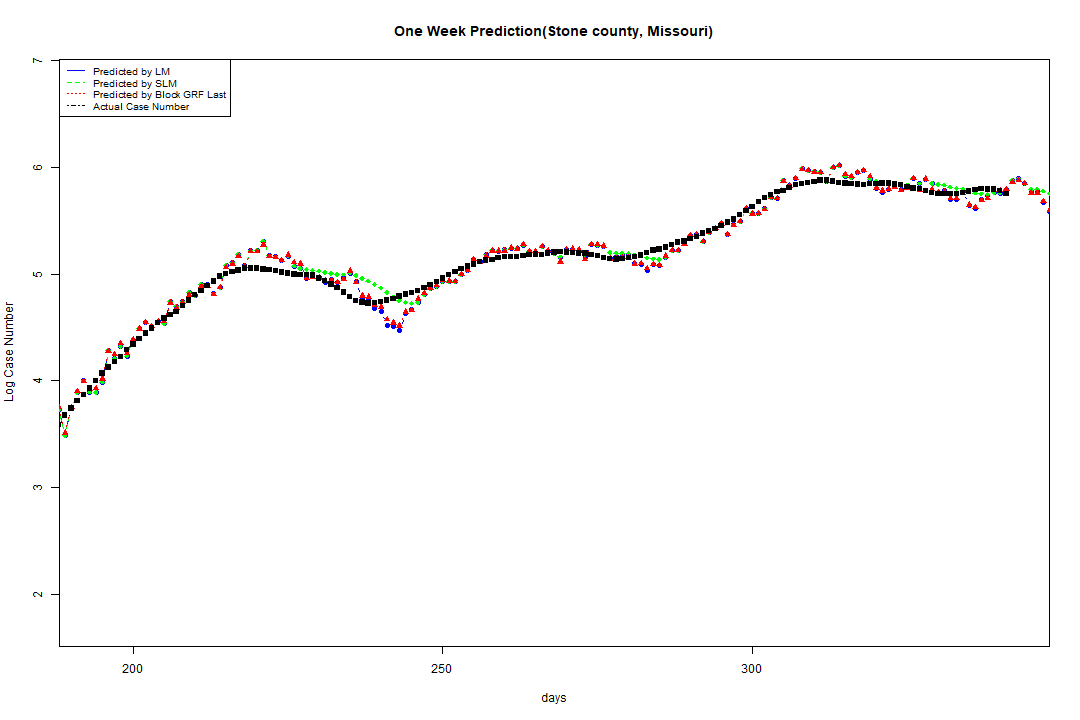 One Week Prediction(Stone county, Missouri)
Predicted by LM
Predicted by SLM
Predicted by Block GRF Last
Actual Case Number
7
6
5
4
3
2
Log Case Number
200
250
300
days